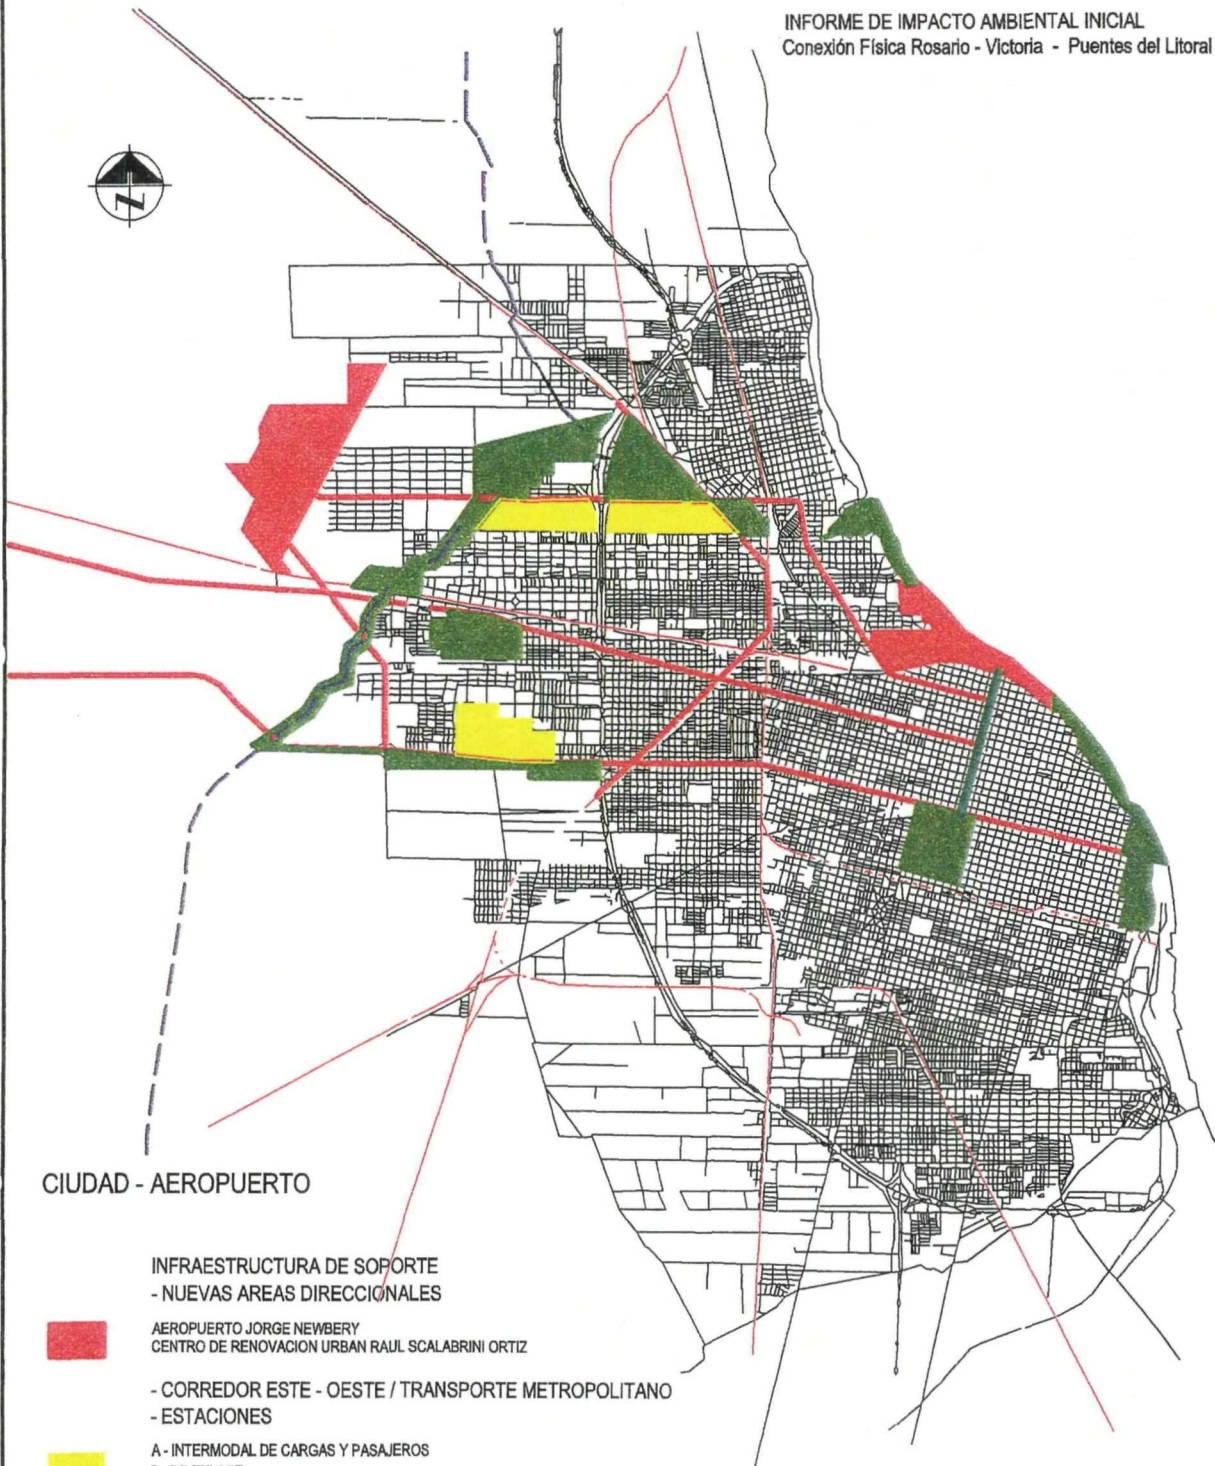 INFORME DE IMPACTO AMBIENTAL INICIAL
Conexión Física Rosario - Victoria - Puentes del Litoral
N
CIUDAD - AEROPUERTO
INFRAESTRUCTURA DE SOPORTE
- NUEVAS AREAS DIRECCIONALES
AEROPUERTO JORGE NEWBERY
CENTRO DE RENOVACION URBAN RAUL SCALABRINI ORTIZ
- CORREDOR ESTE - OESTE / TRANSPORTE METROPOLITANO
- ESTACIONES
A - INTERMODAL DE CARGAS Y PASAJEROS